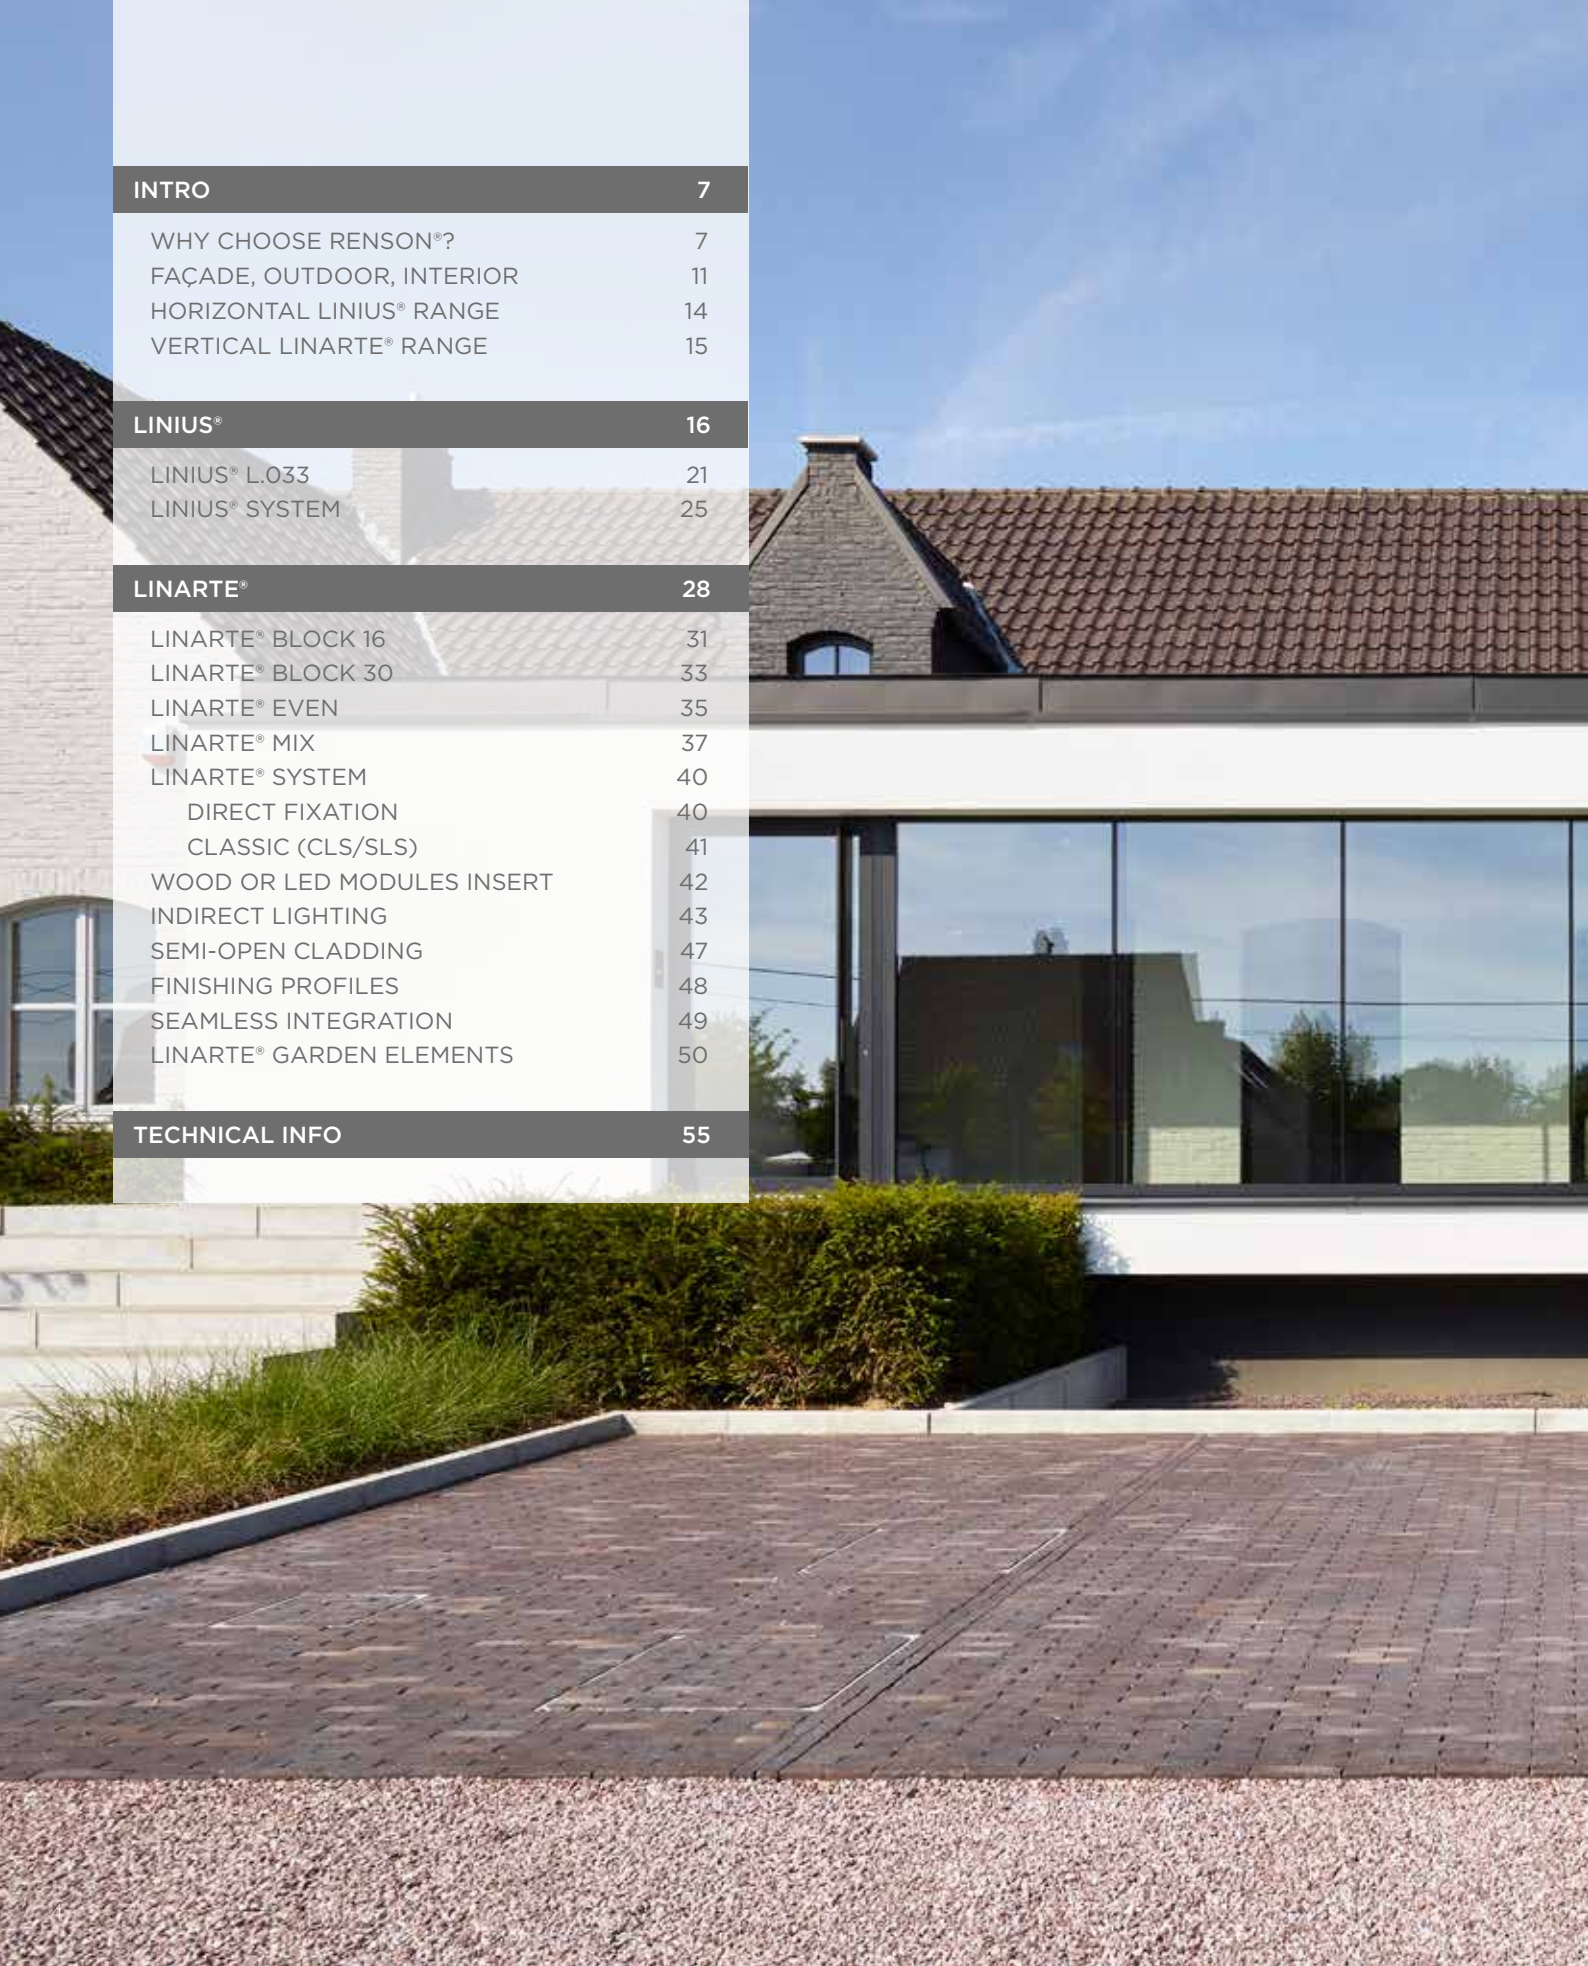 INTRO 7
WHY CHOOSE RENSON®? 7
FAÇADE, OUTDOOR, INTERIOR 11
HORIZONTAL LINIUS® RANGE 14
VERTICAL LINARTE® RANGE 15
LINIUS® 16
LINIUS® L.033 21
LINIUS® SYSTEM 25
LINARTE® 28
LINARTE® BLOCK 16 31
LINARTE® BLOCK 30 33
LINARTE® EVEN 35
LINARTE® MIX 37
LINARTE® SYSTEM 40
DIRECT FIXATION 40
CLASSIC (CLS/SLS) 41
WOOD OR LED MODULES INSERT 42
INDIRECT LIGHTING 43
SEMI-OPEN CLADDING 47
FINISHING PROFILES 48
SEAMLESS INTEGRATION 49
LINARTE® GARDEN ELEMENTS 50
TECHNICAL INFO 55
4